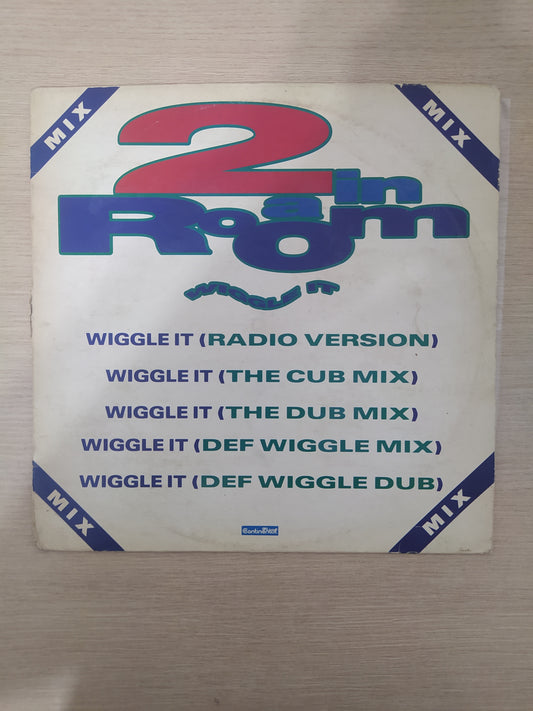 MIX
MIX
2 in a
Room
WIGGLE IT
WIGGLE IT (RADIO VERSION)
WIGGLE IT (THE CUB MIX)
WIGGLE IT (THE DUB MIX)
WIGGLE IT (DEF WIGGLE MIX)
WIGGLE IT (DEF WIGGLE DUB)
MIX
Continental
MIX